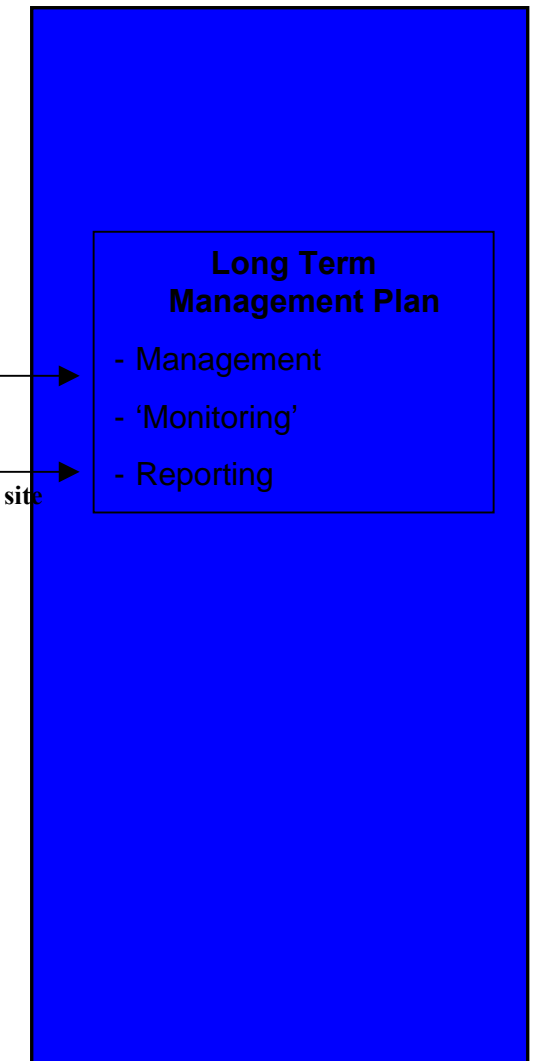 Long Term
Management Plan
- Management
- ‘Monitoring’
- Reporting
site